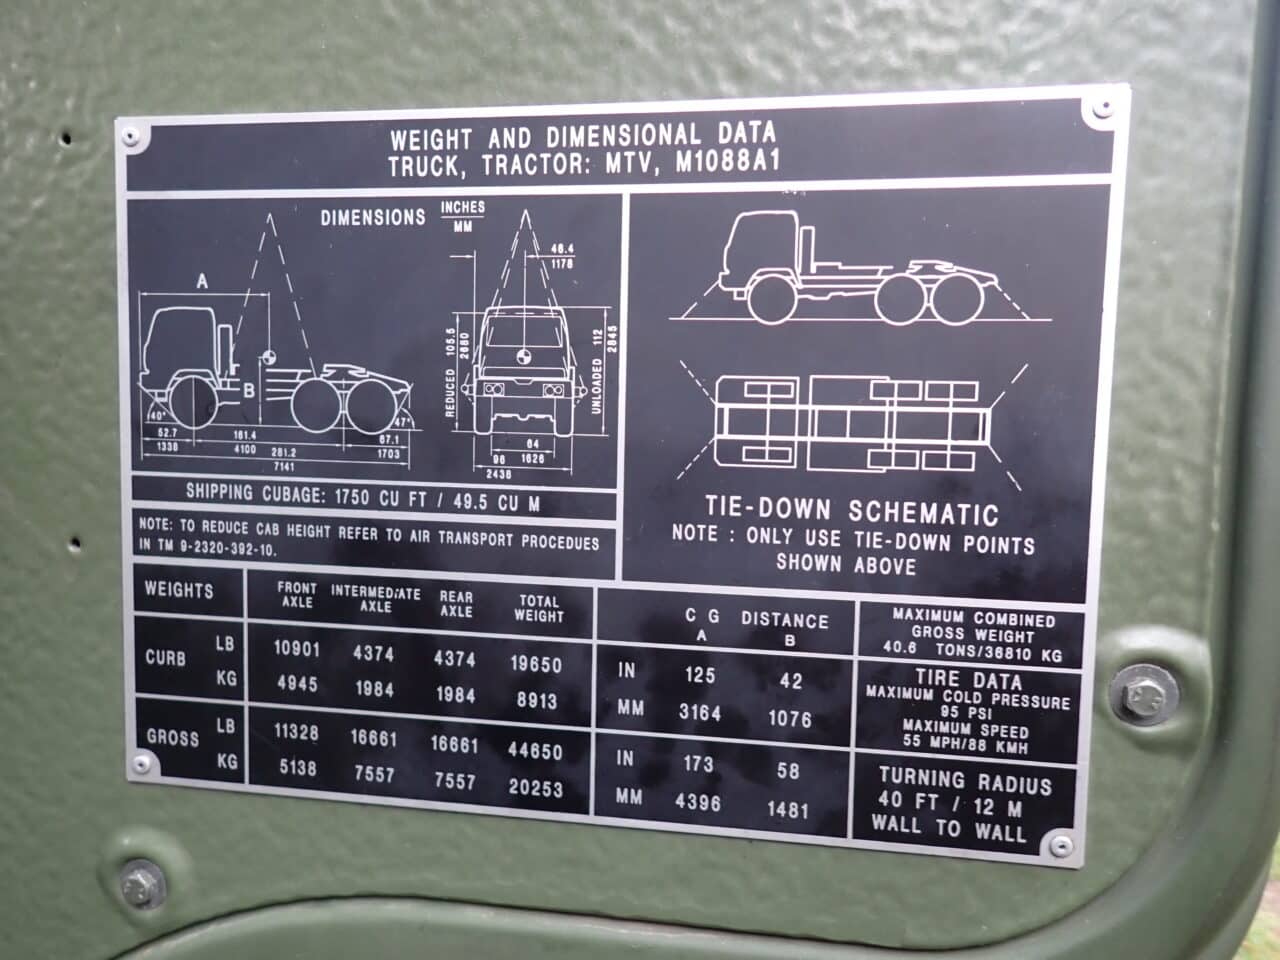 WEIGHT AND DIMENSIONAL DATA
TRUCK, TRACTOR: MTV, M1088A1
DIMENSIONS INCHES
MM
A
B
40°
47°
52.7
1338
161.4
4100
67.1
1703
281.2
7141
46.4
1178
REDUCED 105.5
2680
UNLOADED 112
2845
64
1626
96
2438
SHIPPING CUBAGE: 1750 CU FT / 49.5 CU M
NOTE: TO REDUCE CAB HEIGHT REFER TO AIR TRANSPORT PROCEDUES
IN TM 9-2320-392-10.
TIE-DOWN SCHEMATIC
NOTE : ONLY USE TIE-DOWN POINTS
SHOWN ABOVE
WEIGHTS
FRONT AXLE
INTERMEDIATE AXLE
REAR AXLE
TOTAL WEIGHT
CURB LB 10901 4374 4374 19650
KG 4945 1984 1984 8913
GROSS LB 11328 16661 16661 44650
KG 5138 7557 7557 20253
C G DISTANCE
A B
IN 125 42
MM 3164 1076
IN 173 58
MM 4396 1481
MAXIMUM COMBINED
GROSS WEIGHT
40.6 TONS/36810 KG
TIRE DATA
MAXIMUM COLD PRESSURE
95 PSI
MAXIMUM SPEED
55 MPH/88 KMH
TURNING RADIUS
40 FT / 12 M
WALL TO WALL